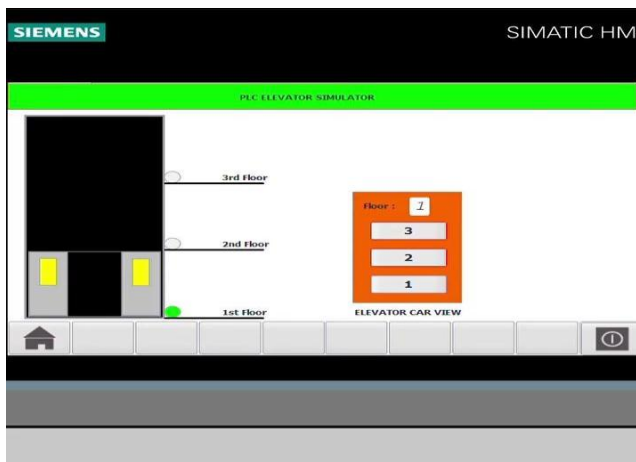 SIEMENS
SIMATIC HM
PLC ELEVATOR SIMULATOR
3rd Floor
2nd Floor
1st Floor
Floor : 1
3
2
1
ELEVATOR CAR VIEW